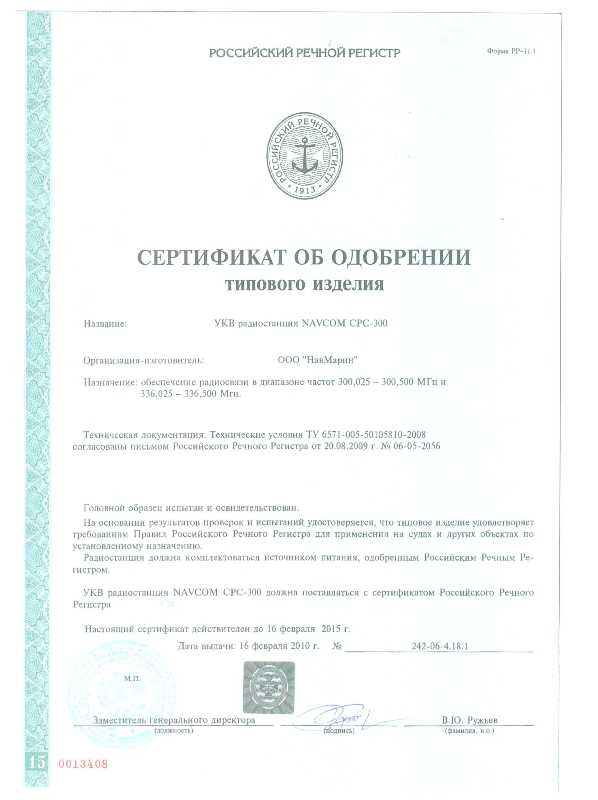 РОССИЙСКИЙ РЕЧНОЙ РЕГИСТР
Форма РР-11.1
РОССИЙСКИЙ РЕЧНОЙ РЕГИСТР
· 1913 ·
СЕРТИФИКАТ ОБ ОДОБРЕНИИ
типового изделия
Название: УКВ радиостанция NAVCOM СРС-300
Организация-изготовитель: ООО "НавМарин"
Назначение: обеспечение радиосвязи в диапазоне частот 300,025 – 300,500 МГц и
336,025 – 336,500 Мгц.
Техническая документация: Технические условия ТУ 6571-005-50105810-2008
согласованы письмом Российского Речного Регистра от 20.08.2009 г. № 06-05-2056
Головной образец испытан и освидетельствован.
На основании результатов проверок и испытаний удостоверяется, что типовое изделие удовлетворяет
требованиям Правил Российского Речного Регистра для применения на судах и других объектах по
установленному назначению.
Радиостанция должна комплектоваться источником питания, одобренным Российским Речным Ре-
гистром.
УКВ радиостанция NAVCOM СРС-300 должна поставляться с сертификатом Российского Речного
Регистра
Настоящий сертификат действителен до 16 февраля 2015 г.
Дата выдачи: 16 февраля 2010 г. № 242-06-4.18.1
М.П.
Заместитель генерального директора В.Ю. Ружьев
(должность) (подпись) (фамилия, и.о.)
15 0013408